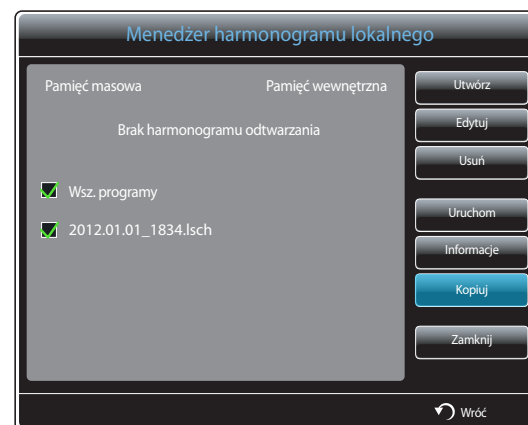 Menedżer harmonogramu lokalnego
Pamięć masowa Pamięć wewnętrzna
Brak harmonogramu odtwarzania
Wsz. programy
2012.01.01_1834.lsch
Utwórz
Edytuj
Usuń
Uruchom
Informacje
Kopiuj
Zamknij
Wróć